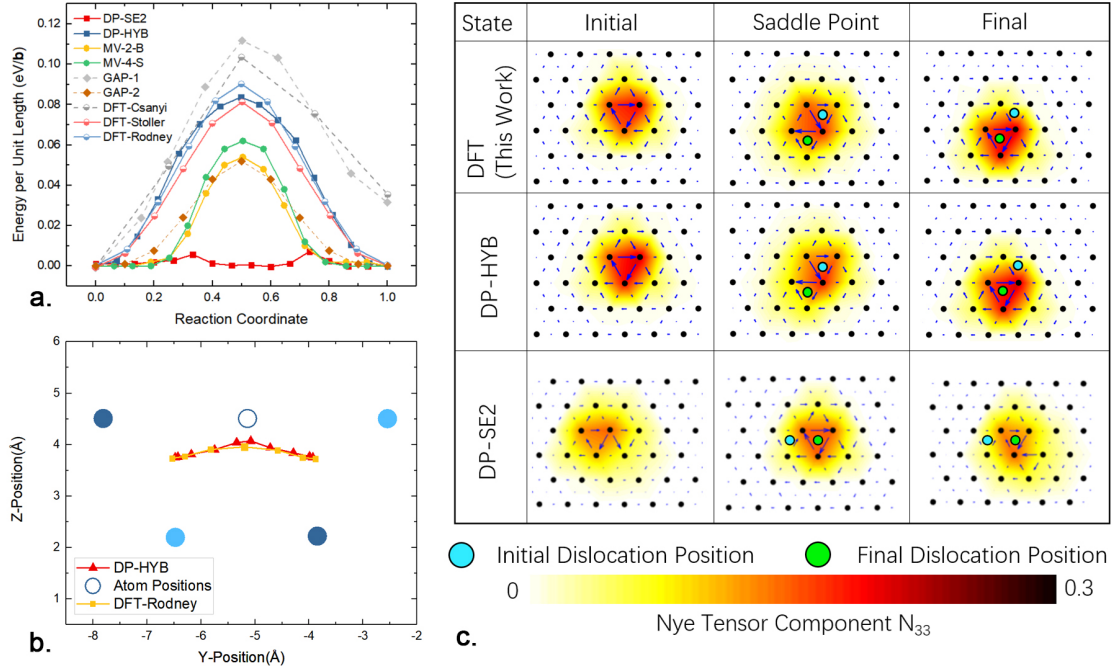 0.12
0.10
0.08
0.06
0.04
0.02
0.00
Energy per Unit Length (eV/b)
DP-SE2
DP-HYB
MV-2-B
MV-4-S
GAP-1
GAP-2
DFT-Csanyi
DFT-Stoller
DFT-Rodney
0.0 0.2 0.4 0.6 0.8 1.0
Reaction Coordinate
a.
6
5
4
3
2
1
Z-Position(Å)
DP-HYB
Atom Positions
DFT-Rodney
-8 -7 -6 -5 -4 -3 -2
Y-Position(Å)
b.
State Initial Saddle Point Final
DFT
(This Work)
DP-HYB
DP-SE2
Initial Dislocation Position Final Dislocation Position
0 0.3
Nye Tensor Component N₃₃
c.